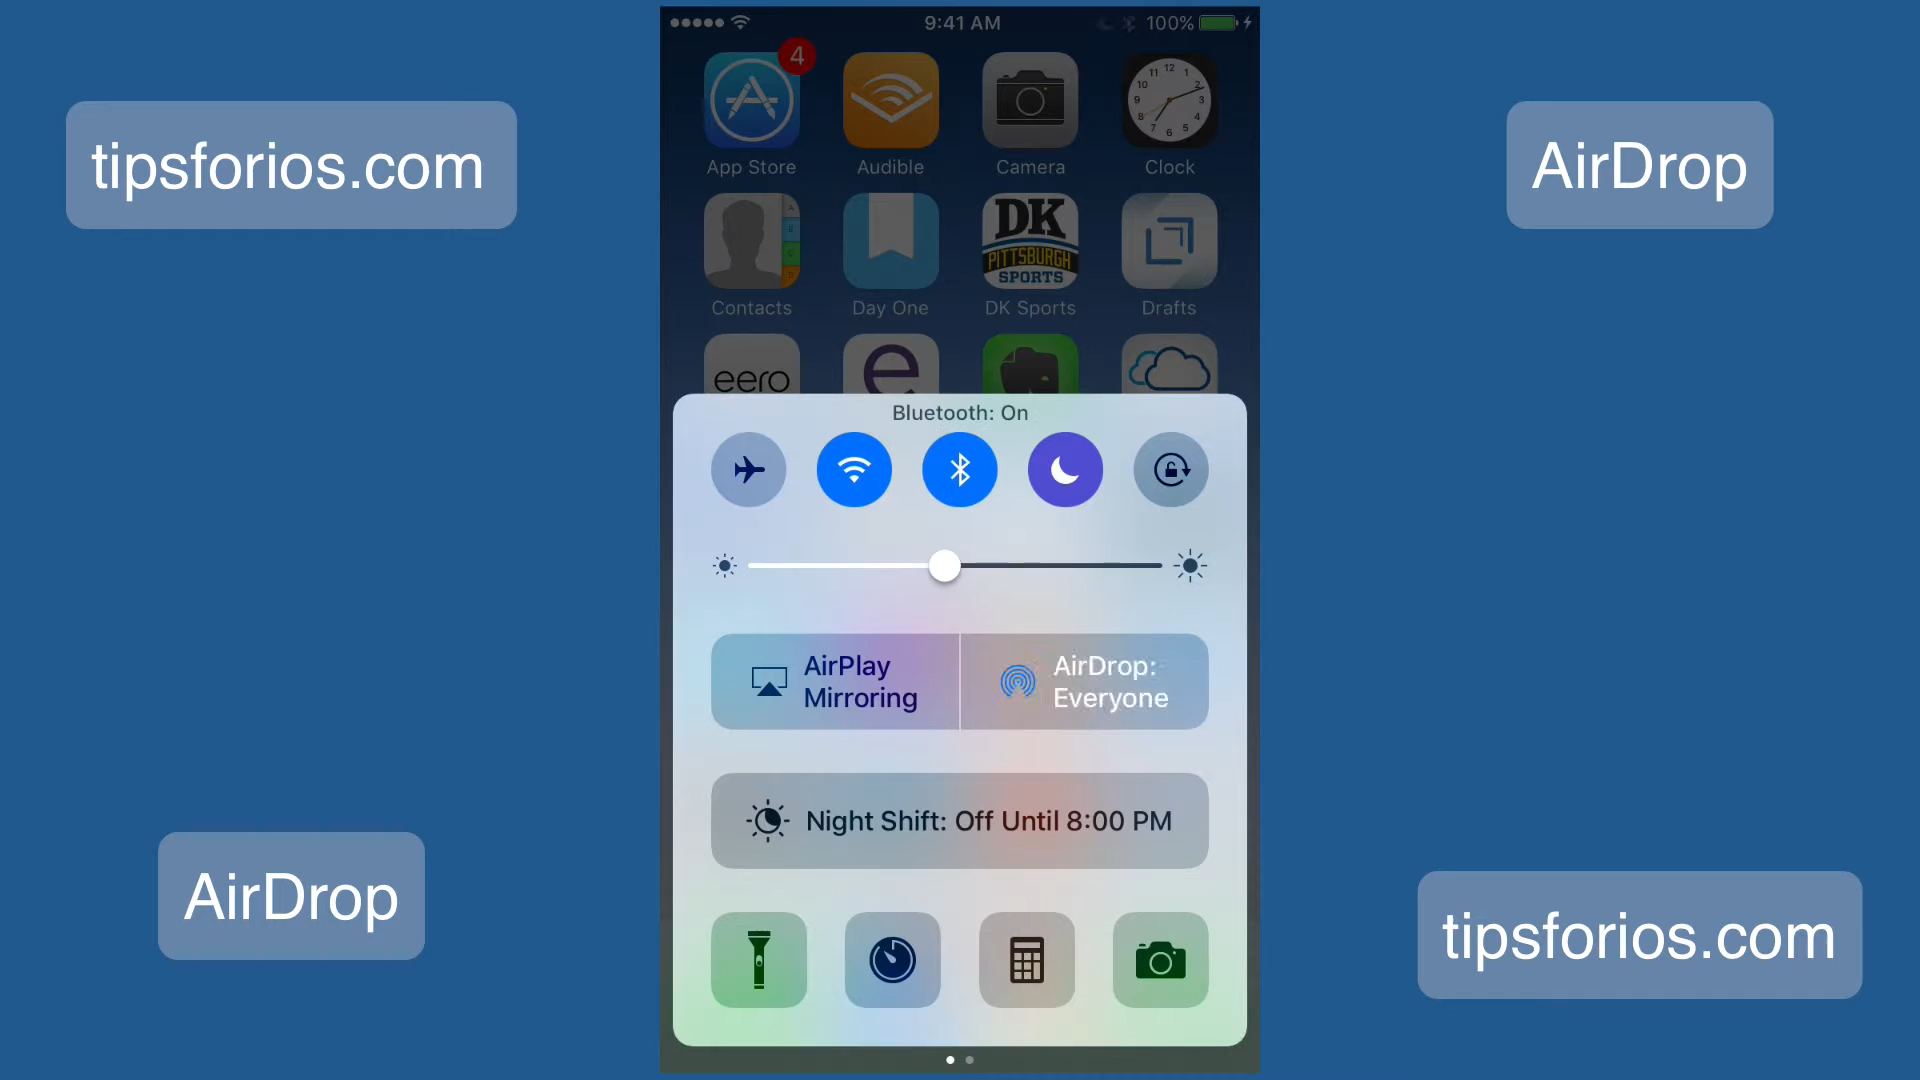 9:41 AM
100%
tipsforios.com
AirDrop
4
App Store
Audible
Camera
Clock
DK
PITTSBURGH
SPORTS
Contacts
Day One
DK Sports
Drafts
eero
e
Bluetooth: On
AirPlay
Mirroring
AirDrop:
Everyone
Night Shift: Off Until 8:00 PM
AirDrop
tipsforios.com